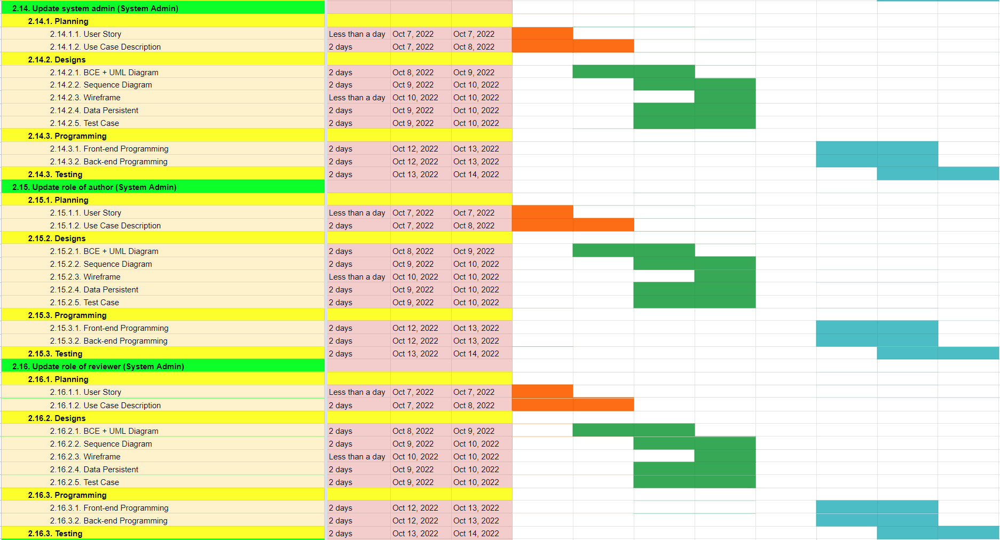 2.14. Update system admin (System Admin)
2.14.1. Planning
2.14.1.1. User Story Less than a day Oct 7, 2022 Oct 7, 2022
2.14.1.2. Use Case Description 2 days Oct 7, 2022 Oct 8, 2022
2.14.2. Designs
2.14.2.1. BCE + UML Diagram 2 days Oct 8, 2022 Oct 9, 2022
2.14.2.2. Sequence Diagram 2 days Oct 9, 2022 Oct 10, 2022
2.14.2.3. Wireframe Less than a day Oct 10, 2022 Oct 10, 2022
2.14.2.4. Data Persistent 2 days Oct 9, 2022 Oct 10, 2022
2.14.2.5. Test Case 2 days Oct 9, 2022 Oct 10, 2022
2.14.3. Programming
2.14.3.1. Front-end Programming 2 days Oct 12, 2022 Oct 13, 2022
2.14.3.2. Back-end Programming 2 days Oct 12, 2022 Oct 13, 2022
2.14.3. Testing 2 days Oct 13, 2022 Oct 14, 2022
2.15. Update role of author (System Admin)
2.15.1. Planning
2.15.1.1. User Story Less than a day Oct 7, 2022 Oct 7, 2022
2.15.1.2. Use Case Description 2 days Oct 7, 2022 Oct 8, 2022
2.15.2. Designs
2.15.2.1. BCE + UML Diagram 2 days Oct 8, 2022 Oct 9, 2022
2.15.2.2. Sequence Diagram 2 days Oct 9, 2022 Oct 10, 2022
2.15.2.3. Wireframe Less than a day Oct 10, 2022 Oct 10, 2022
2.15.2.4. Data Persistent 2 days Oct 9, 2022 Oct 10, 2022
2.15.2.5. Test Case 2 days Oct 9, 2022 Oct 10, 2022
2.15.3. Programming
2.15.3.1. Front-end Programming 2 days Oct 12, 2022 Oct 13, 2022
2.15.3.2. Back-end Programming 2 days Oct 12, 2022 Oct 13, 2022
2.15.3. Testing 2 days Oct 13, 2022 Oct 14, 2022
2.16. Update role of reviewer (System Admin)
2.16.1. Planning
2.16.1.1. User Story Less than a day Oct 7, 2022 Oct 7, 2022
2.16.1.2. Use Case Description 2 days Oct 7, 2022 Oct 8, 2022
2.16.2. Designs
2.16.2.1. BCE + UML Diagram 2 days Oct 8, 2022 Oct 9, 2022
2.16.2.2. Sequence Diagram 2 days Oct 9, 2022 Oct 10, 2022
2.16.2.3. Wireframe Less than a day Oct 10, 2022 Oct 10, 2022
2.16.2.4. Data Persistent 2 days Oct 9, 2022 Oct 10, 2022
2.16.2.5. Test Case 2 days Oct 9, 2022 Oct 10, 2022
2.16.3. Programming
2.16.3.1. Front-end Programming 2 days Oct 12, 2022 Oct 13, 2022
2.16.3.2. Back-end Programming 2 days Oct 12, 2022 Oct 13, 2022
2.16.3. Testing 2 days Oct 13, 2022 Oct 14, 2022